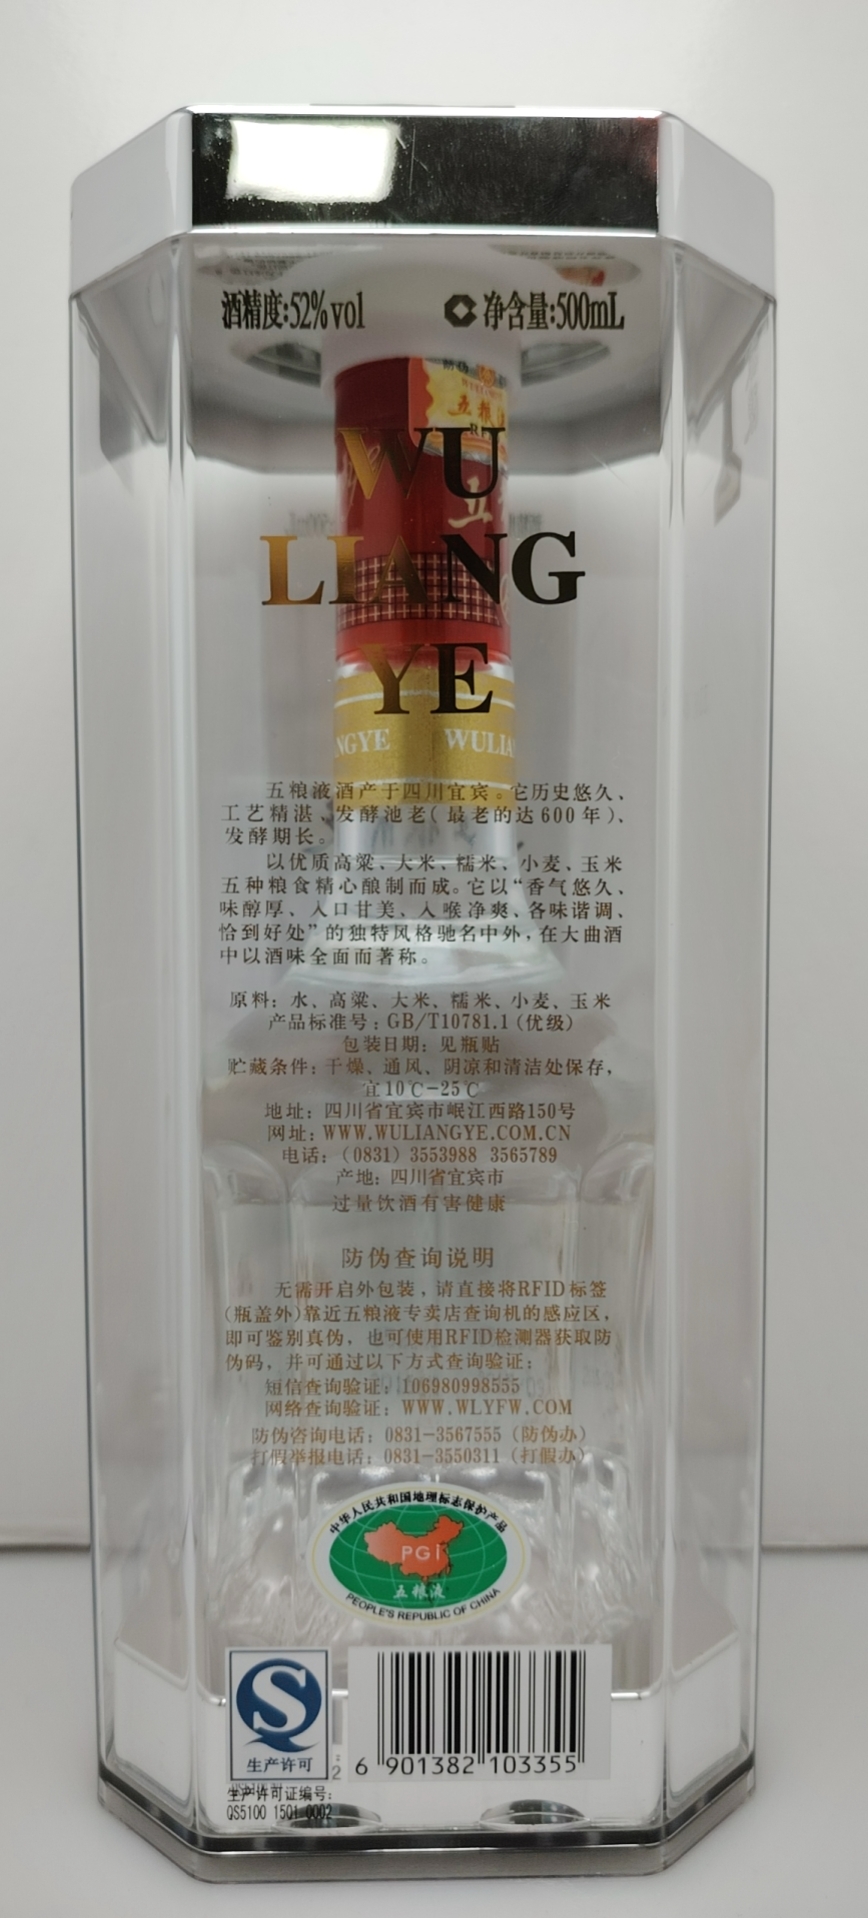 酒精度:52%vol 净含量:500mL
防伪
五粮液
WU
五
LIANG
YE
NGYE WULIA
五粮液酒产于四川宜宾。它历史悠久、
工艺精湛、发酵池老(最老的达600年)、
发酵期长。
以优质高粱、大米、糯米、小麦、玉米
五种粮食精心酿制而成。它以“香气悠久、
味醇厚、入口甘美、入喉净爽、各味谐调、
恰到好处”的独特风格驰名中外,在大曲酒
中以酒味全面而著称。
原料: 水、高粱、大米、糯米、小麦、玉米
产品标准号:GB/T10781.1(优级)
包装日期: 见瓶贴
贮藏条件:干燥、通风、阴凉和清洁处保存,
宜10℃-25℃
地址: 四川省宜宾市岷江西路150号
网址:WWW.WULIANGYE.COM.CN
电话:(0831) 3553988 3565789
产地: 四川省宜宾市
过量饮酒有害健康
防伪查询说明
无需开启外包装,请直接将RFID标签
(瓶盖外)靠近五粮液专卖店查询机的感应区,
即可鉴别真伪,也可使用RFID检测器获取防
伪码,并可通过以下方式查询验证:
短信查询验证:106980998555
网络查询验证:WWW.WLYFW.COM
防伪咨询电话:0831-3567555(防伪办)
打假举报电话:0831-3550311(打假办)
中华人民共和国地理标志保护产品
PGI
五粮液
PEOPLE'S REPUBLIC OF CHINA
S
生产许可
6 901382 103355
生产许可证编号:
QS5100 1501 0002